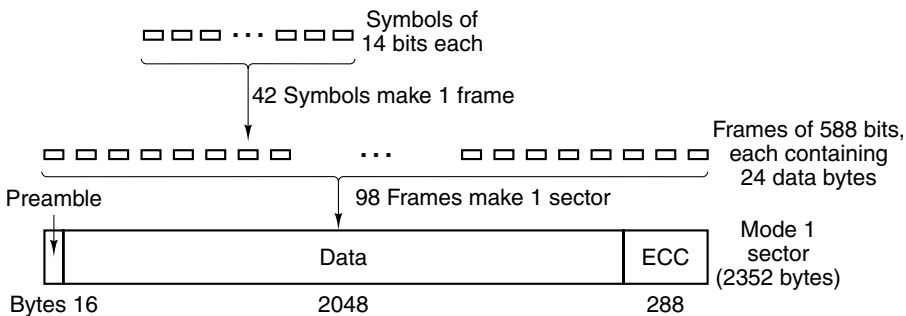 Symbols of
14 bits each
42 Symbols make 1 frame
Frames of 588 bits,
each containing
24 data bytes
Preamble
98 Frames make 1 sector
Data
ECC
Mode 1
sector
(2352 bytes)
Bytes 16
2048
288